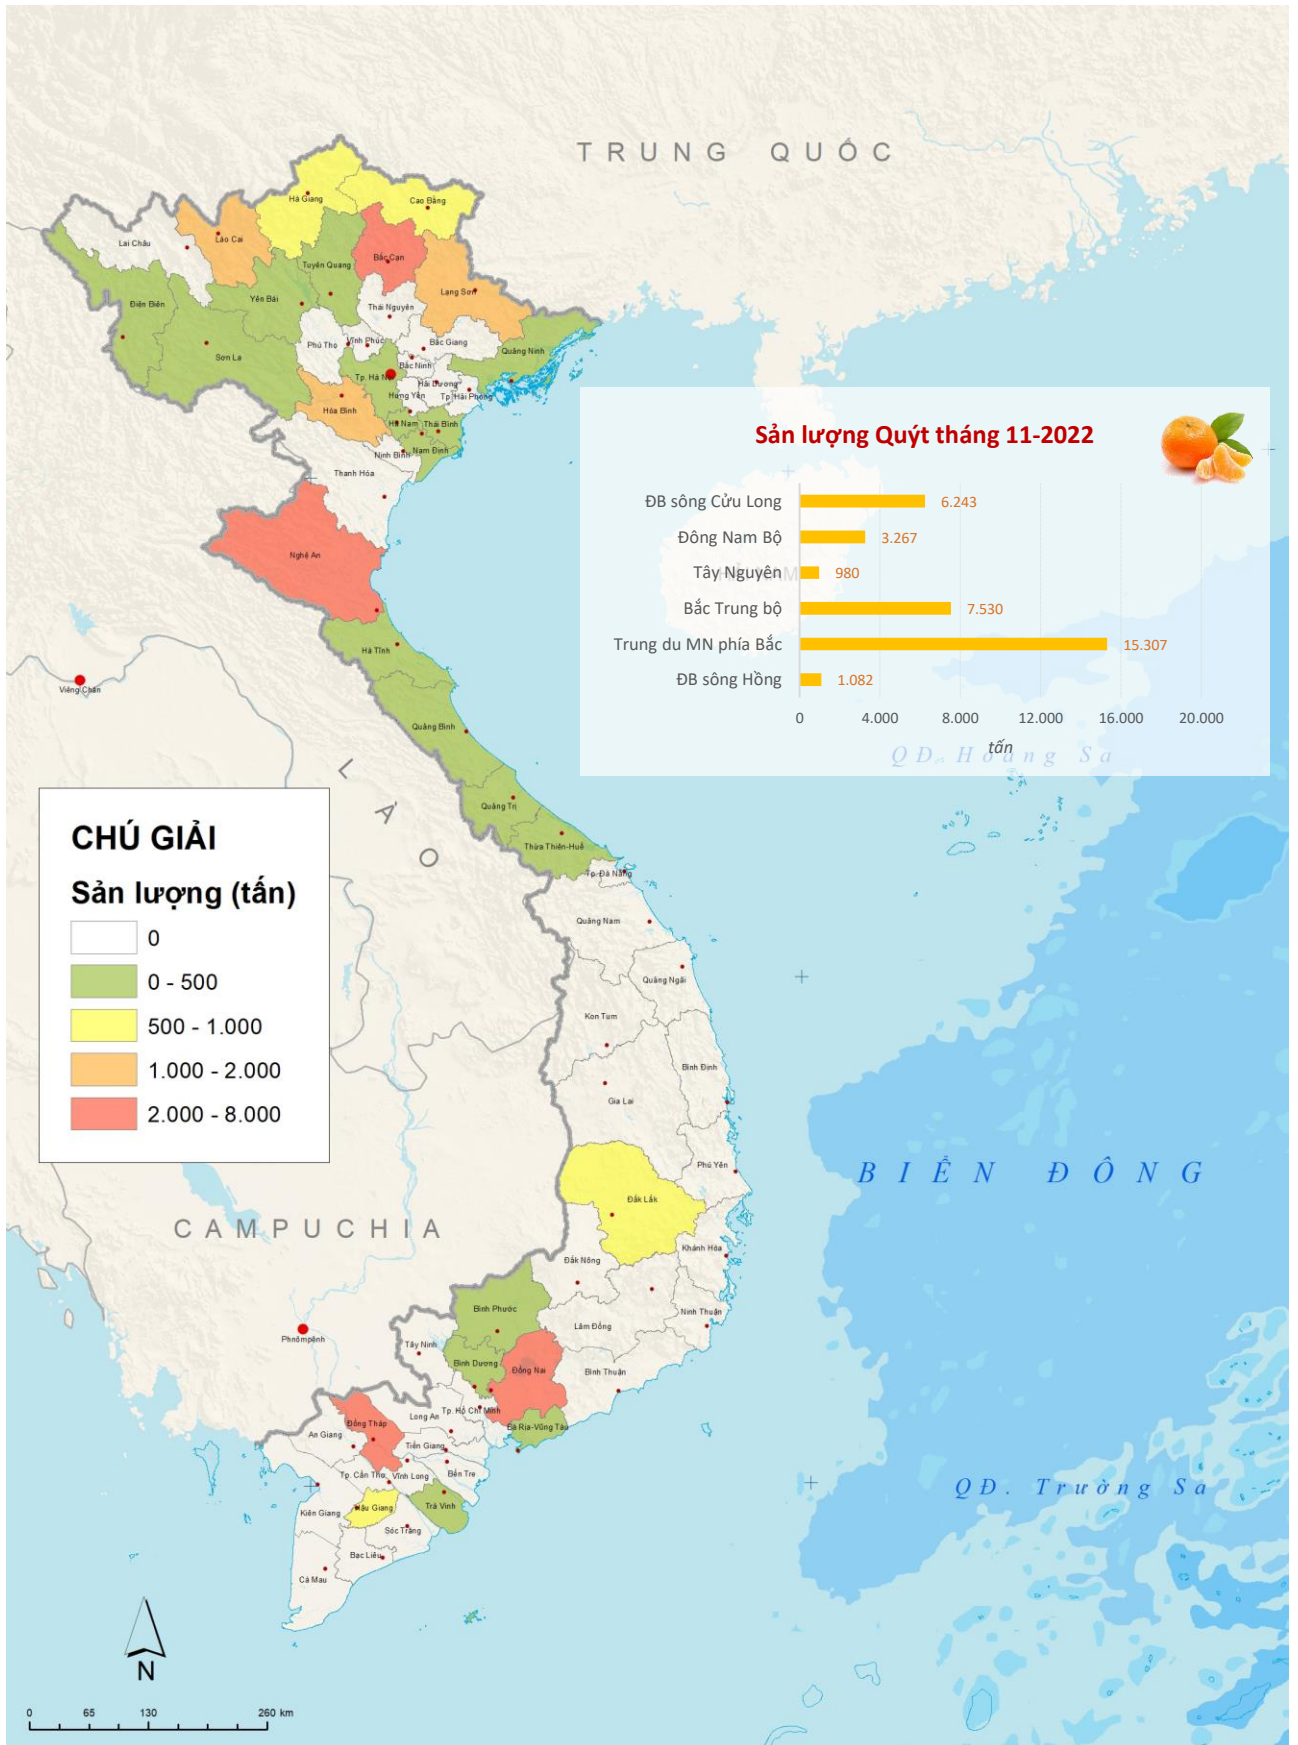 TRUNG QUỐC
Hà Giang
Cao Bằng
Lai Châu
Lào Cai
Bắc Cạn
Tuyên Quang
Lạng Sơn
Điện Biên
Yên Bái
Thái Nguyên
Phú Thọ
Vĩnh Phúc
Bắc Giang
Sơn La
Quảng Ninh
Bắc Ninh
Tp. Hà N
Hải Dương
Hưng Yên
Tp. Hải Phòng
Hòa Bình
Hà Nam
Thái Bình
Ninh Bình
Nam Định
Thanh Hóa
Nghệ An
Hà Tĩnh
Viêng Chăn
Quảng Bình
Quảng Trị
Thừa Thiên-Huế
LÀO
Tp. Đà Nẵng
Quảng Nam
Quảng Ngãi
Kon Tum
Bình Định
Gia Lai
Phú Yên
Đắk Lắk
Khánh Hòa
Đắk Nông
Ninh Thuận
Lâm Đồng
Bình Phước
Tây Ninh
Bình Dương
Đồng Nai
Bình Thuận
Phnômpênh
CAMPUCHIA
Đồng Tháp
Long An
Tp. Hồ Chí Minh
Bà Rịa-Vũng Tàu
An Giang
Tiền Giang
Tp. Cần Thơ
Vĩnh Long
Bến Tre
Kiên Giang
Hậu Giang
Trà Vinh
Sóc Trăng
Bạc Liêu
Cà Mau
Sản lượng Quýt tháng 11-2022
ĐB sông Cửu Long 6.243
Đông Nam Bộ 3.267
Tây Nguyên 980
Bắc Trung bộ 7.530
Trung du MN phía Bắc 15.307
ĐB sông Hồng 1.082
0 4.000 8.000 12.000 16.000 20.000
tấn
QĐ. Hoàng Sa
CHÚ GIẢI
Sản lượng (tấn)
0
0 - 500
500 - 1.000
1.000 - 2.000
2.000 - 8.000
BIỂN ĐÔNG
QĐ. Trường Sa
N
0 65 130 260 km